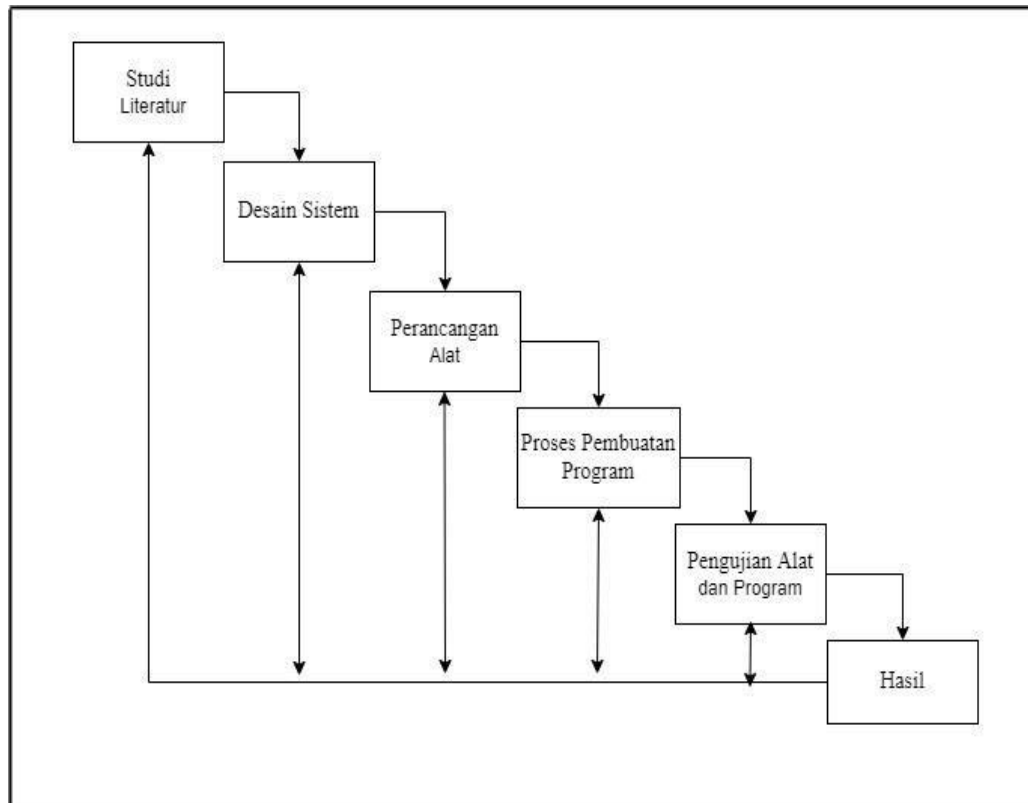 Studi
Literatur
Desain Sistem
Perancangan
Alat
Proses Pembuatan
Program
Pengujian Alat
dan Program
Hasil